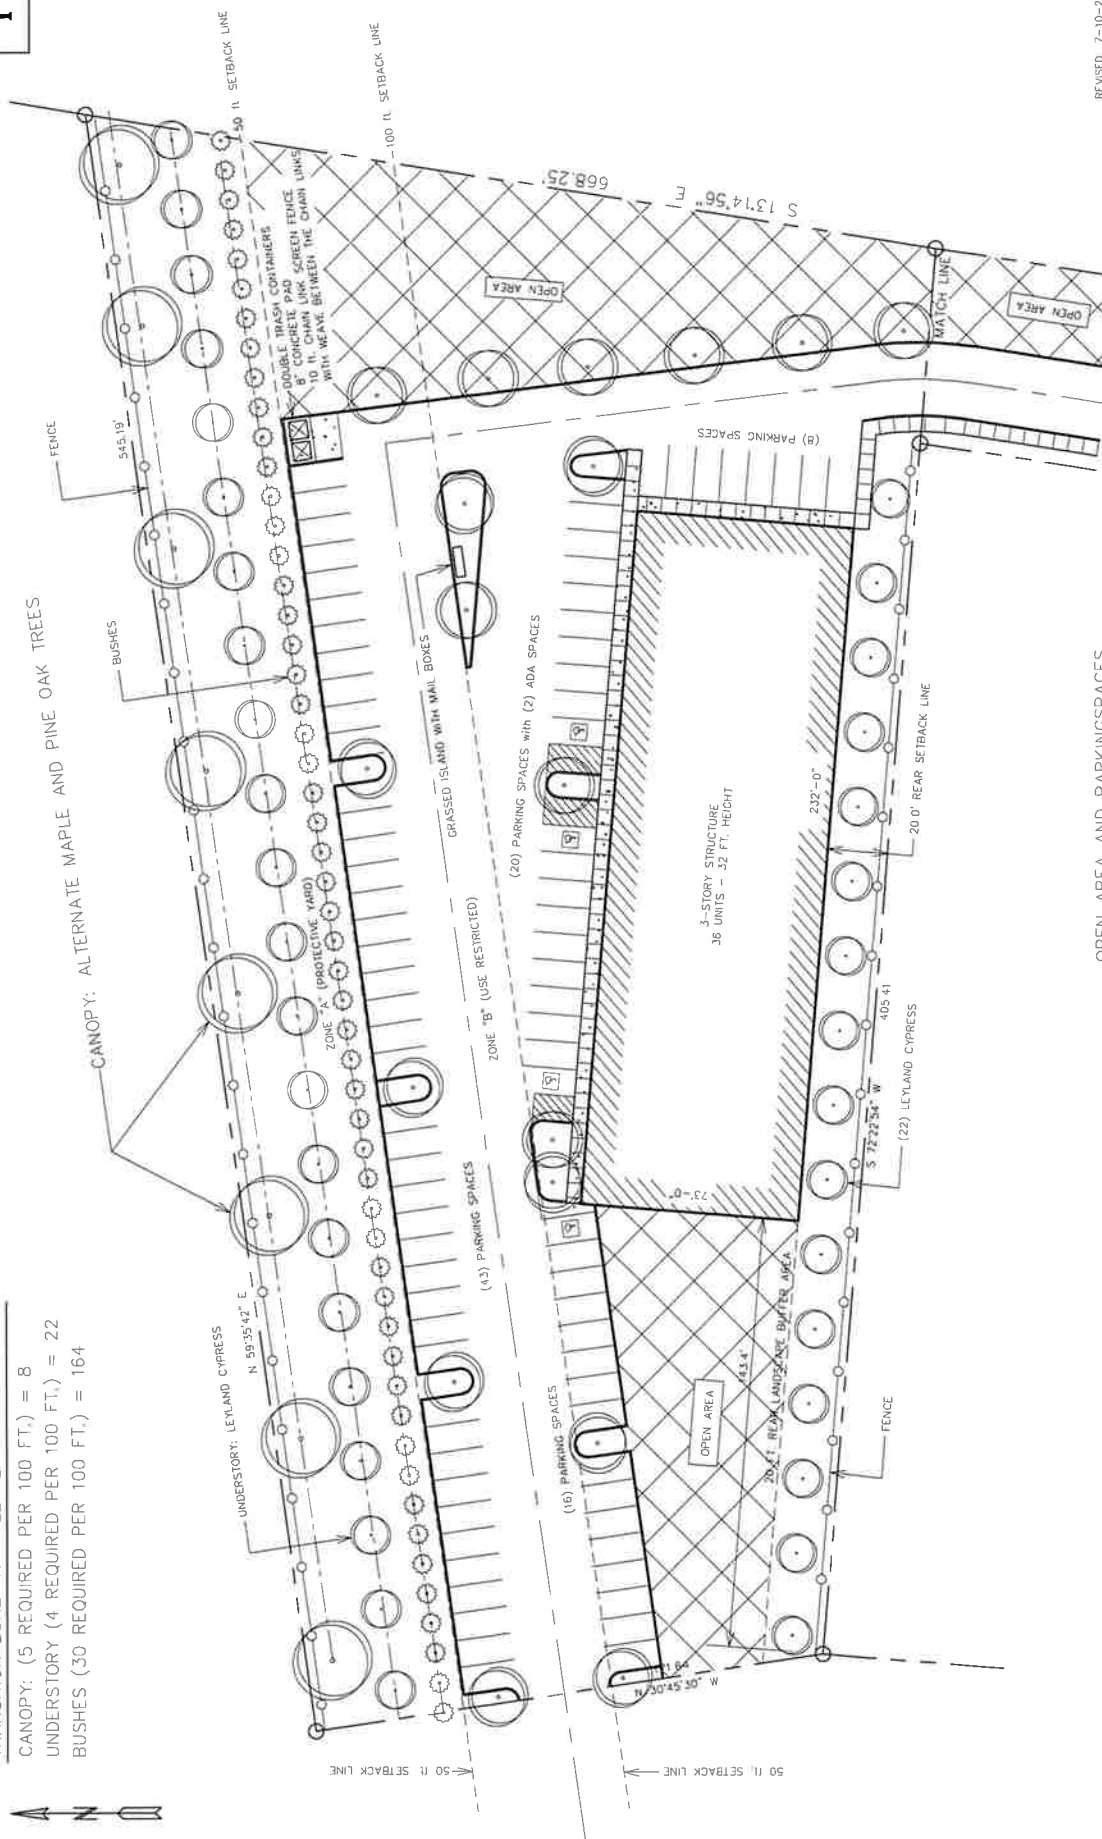 CANOPY: (5 REQUIRED PER 100 FT.) = 8
UNDERSTORY (4 REQUIRED PER 100 FT.) = 22
BUSHES (30 REQUIRED PER 100 FT.) = 164
CANOPY: ALTERNATE MAPLE AND PINE OAK TREES
FENCE
545.19'
BUSHES
UNDERSTORY: LEYLAND CYPRESS
N 59°35'42" E
50 ft SETBACK LINE
100 ft. SETBACK LINE
DOUBLE TRASH CONTAINERS
8" CONCRETE PAD
10 ft. CHAIN LINK SCREEN FENCE
WITH WEAVE BETWEEN THE CHAIN LINKS
668.25'
S 13°14'56" E
OPEN AREA
MATCH LINE
OPEN AREA
(8) PARKING SPACES
GRASSED ISLAND WITH MAIL BOXES
(20) PARKING SPACES with (2) ADA SPACES
ZONE "A" (PROTECTIVE YARD)
ZONE "B" (USE RESTRICTED)
(43) PARKING SPACES
(16) PARKING SPACES
3-STORY STRUCTURE
36 UNITS - 32 FT. HEIGHT
232'-0"
73'-0"
20.0' REAR SETBACK LINE
405.41
S 72°22'54" W
(22) LEYLAND CYPRESS
OPEN AREA
143.4'
20 FT. REAR LANDSCAPE BUFFER AREA
FENCE
N 30°45'30" W
50 ft SETBACK LINE
50 ft. SETBACK LINE
N
OPEN AREA AND PARKINGSPACES
REVISED 7-10-2